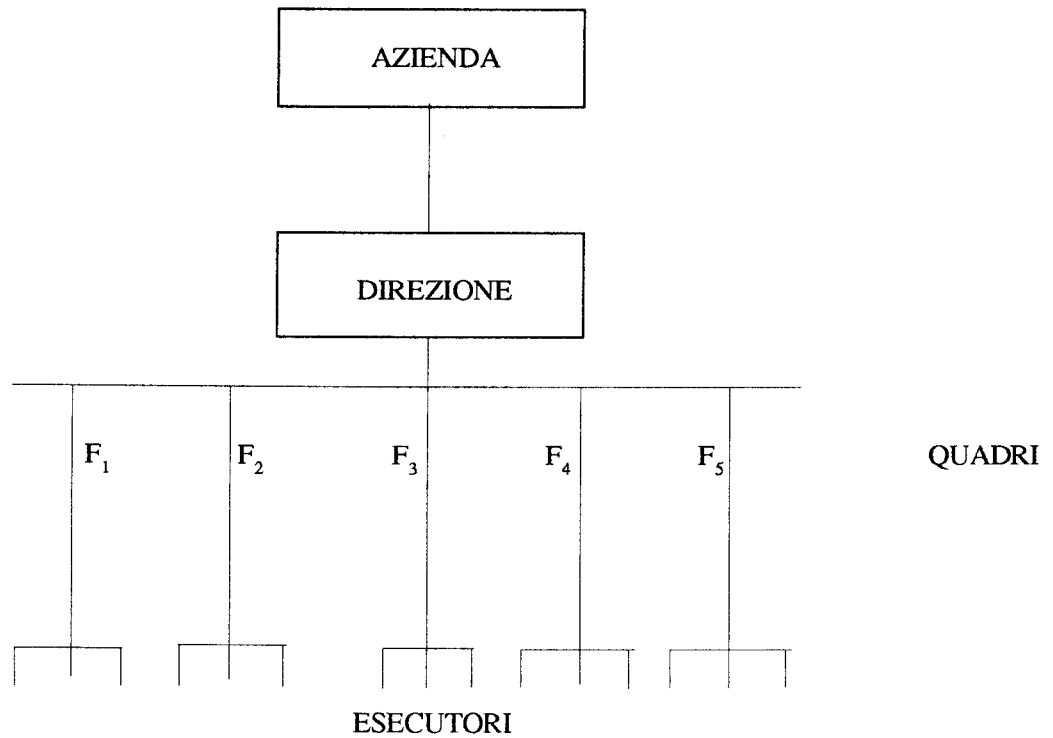 AZIENDA
DIREZIONE
F₁ F₂ F₃ F₄ F₅ QUADRI
ESECUTORI